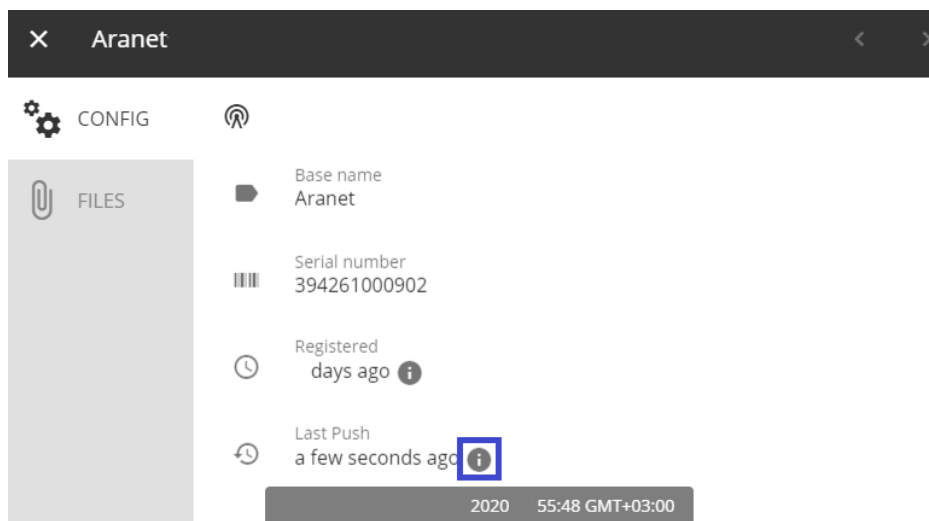 Aranet
CONFIG
FILES
Base name
Aranet
Serial number
394261000902
Registered
days ago
Last Push
a few seconds ago
2020 55:48 GMT+03:00